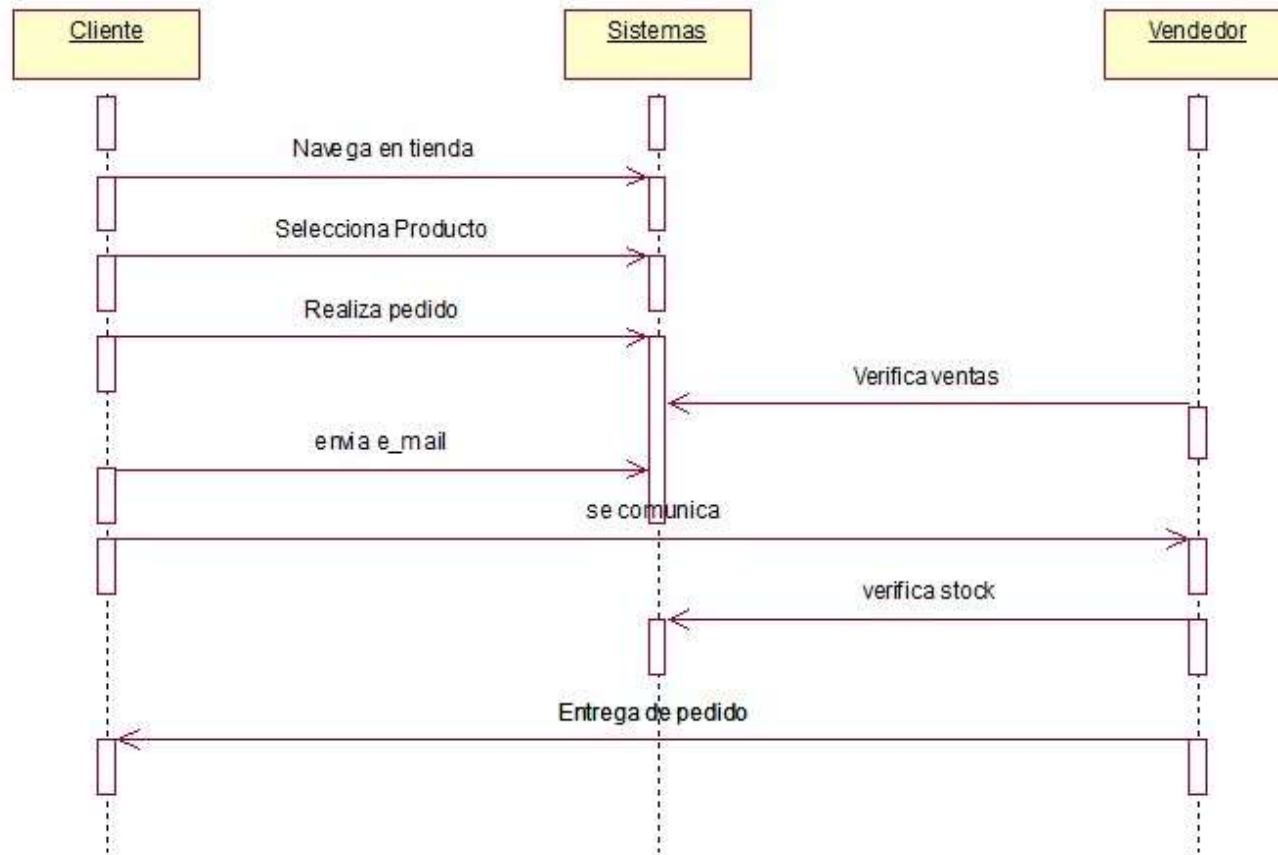 Cliente
Sistemas
Vendedor
Navega en tienda
Selecciona Producto
Realiza pedido
Verifica ventas
envia e_mail
se comunica
verifica stock
Entrega de pedido